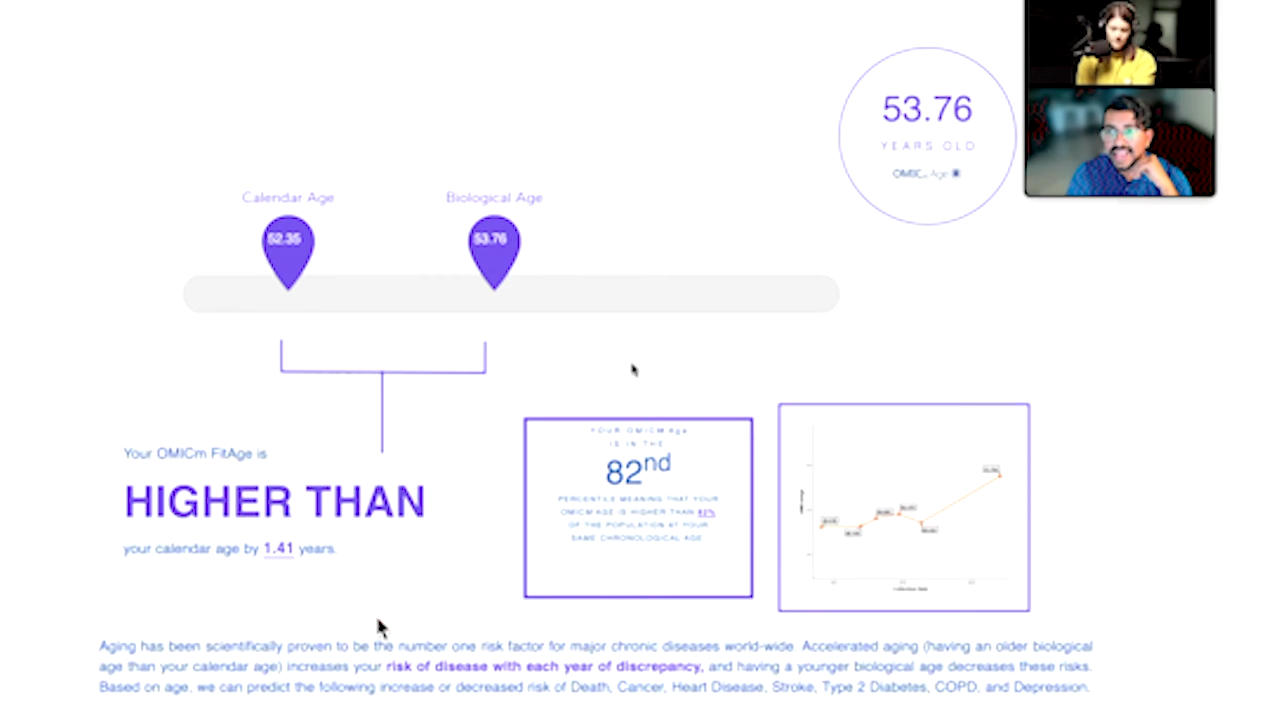 53.76
YEARS OLD
OMICm Age
Calendar Age
Biological Age
52.35
53.76
Your OMICm FitAge is
HIGHER THAN
your calendar age by 1.41 years.
YOUR OMICM Age
IS IN THE
82nd
PERCENTILE MEANING THAT YOUR
OMICM AGE IS HIGHER THAN 82%
OF THE POPULATION AT YOUR
SAME CHRONOLOGICAL AGE
Aging has been scientifically proven to be the number one risk factor for major chronic diseases world-wide. Accelerated aging (having an older biological
age than your calendar age) increases your risk of disease with each year of discrepancy, and having a younger biological age decreases these risks.
Based on age, we can predict the following increase or decreased risk of Death, Cancer, Heart Disease, Stroke, Type 2 Diabetes, COPD, and Depression.